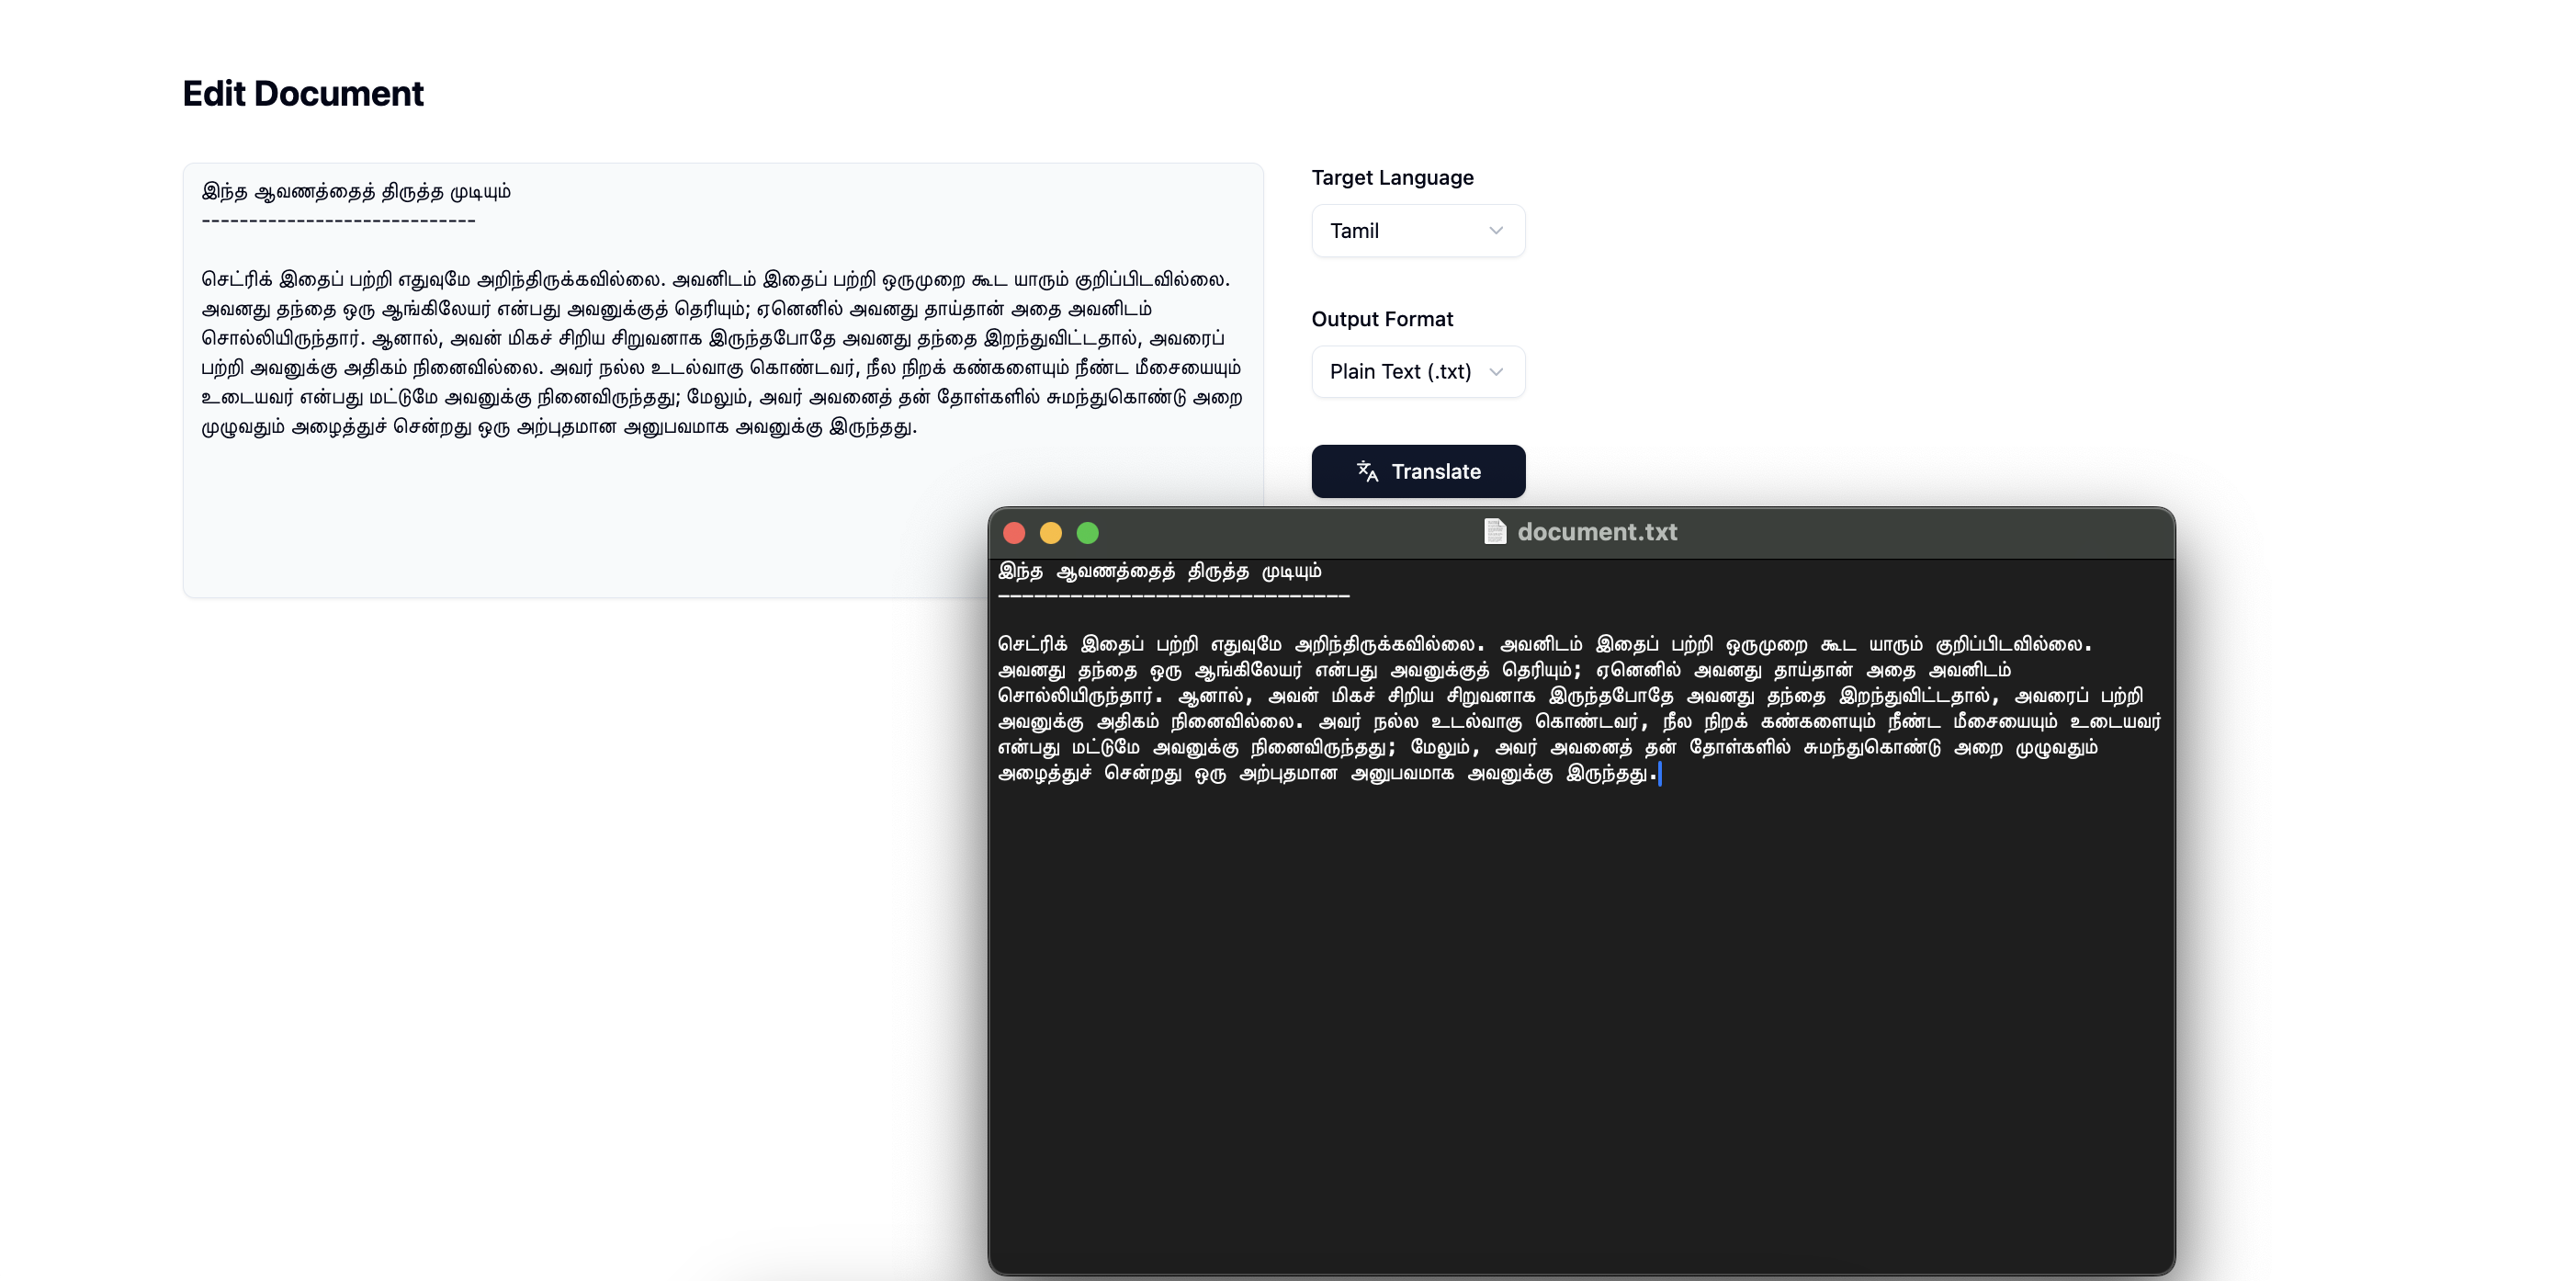 Edit Document
இந்த ஆவணத்தைத் திருத்த முடியும்
-----------------------------
செட்ரிக் இதைப் பற்றி எதுவுமே அறிந்திருக்கவில்லை. அவனிடம் இதைப் பற்றி ஒருமுறை கூட யாரும் குறிப்பிடவில்லை.
அவனது தந்தை ஒரு ஆங்கிலேயர் என்பது அவனுக்குத் தெரியும்; ஏனெனில் அவனது தாய்தான் அதை அவனிடம்
சொல்லியிருந்தார். ஆனால், அவன் மிகச் சிறிய சிறுவனாக இருந்தபோதே அவனது தந்தை இறந்துவிட்டதால், அவரைப்
பற்றி அவனுக்கு அதிகம் நினைவில்லை. அவர் நல்ல உடல்வாகு கொண்டவர், நீல நிறக் கண்களையும் நீண்ட மீசையையும்
உடையவர் என்பது மட்டுமே அவனுக்கு நினைவிருந்தது; மேலும், அவர் அவனைத் தன் தோள்களில் சுமந்துகொண்டு அறை
முழுவதும் அழைத்துச் சென்றது ஒரு அற்புதமான அனுபவமாக அவனுக்கு இருந்தது.
Target Language
Tamil
Output Format
Plain Text (.txt)
Translate
document.txt
இந்த ஆவணத்தைத் திருத்த முடியும்
-----------------------------
செட்ரிக் இதைப் பற்றி எதுவுமே அறிந்திருக்கவில்லை. அவனிடம் இதைப் பற்றி ஒருமுறை கூட யாரும் குறிப்பிடவில்லை.
அவனது தந்தை ஒரு ஆங்கிலேயர் என்பது அவனுக்குத் தெரியும்; ஏனெனில் அவனது தாய்தான் அதை அவனிடம்
சொல்லியிருந்தார். ஆனால், அவன் மிகச் சிறிய சிறுவனாக இருந்தபோதே அவனது தந்தை இறந்துவிட்டதால், அவரைப் பற்றி
அவனுக்கு அதிகம் நினைவில்லை. அவர் நல்ல உடல்வாகு கொண்டவர், நீல நிறக் கண்களையும் நீண்ட மீசையையும் உடையவர்
என்பது மட்டுமே அவனுக்கு நினைவிருந்தது; மேலும், அவர் அவனைத் தன் தோள்களில் சுமந்துகொண்டு அறை முழுவதும்
அழைத்துச் சென்றது ஒரு அற்புதமான அனுபவமாக அவனுக்கு இருந்தது.